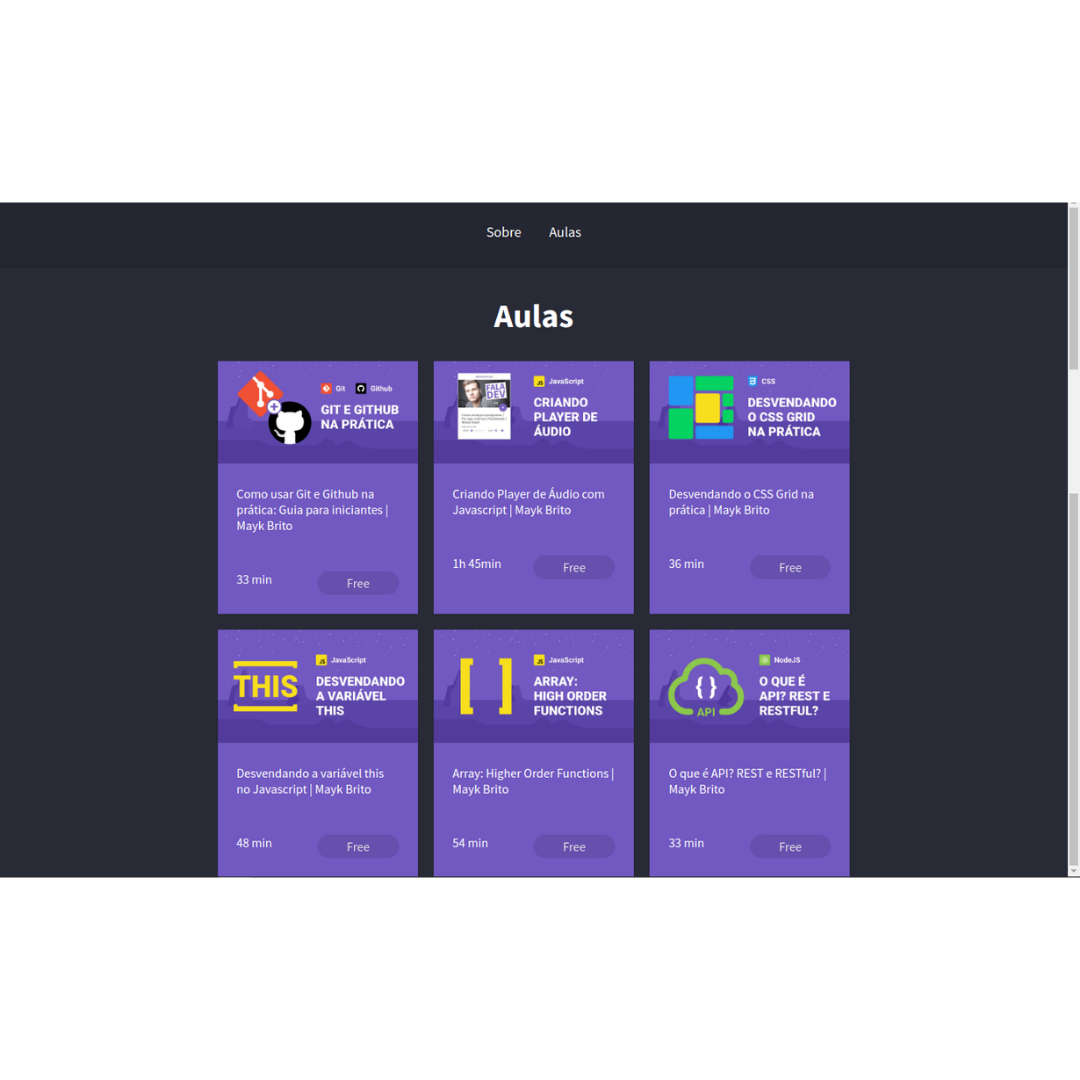 Sobre Aulas
Aulas
Git Github
GIT E GITHUB
NA PRÁTICA
JavaScript
CRIANDO
PLAYER DE
ÁUDIO
FALA
DEV
CSS
DESVENDANDO
O CSS GRID
NA PRÁTICA
Como usar Git e Github na
prática: Guia para iniciantes |
Mayk Brito
33 min Free
Criando Player de Áudio com
Javascript | Mayk Brito
1h 45min Free
Desvendando o CSS Grid na
prática | Mayk Brito
36 min Free
THIS
JavaScript
DESVENDANDO
A VARIÁVEL
THIS
[ ]
JavaScript
ARRAY:
HIGH ORDER
FUNCTIONS
{ }
API
NodeJS
O QUE É
API? REST E
RESTFUL?
Desvendando a variável this
no Javascript | Mayk Brito
48 min Free
Array: Higher Order Functions |
Mayk Brito
54 min Free
O que é API? REST e RESTful? |
Mayk Brito
33 min Free